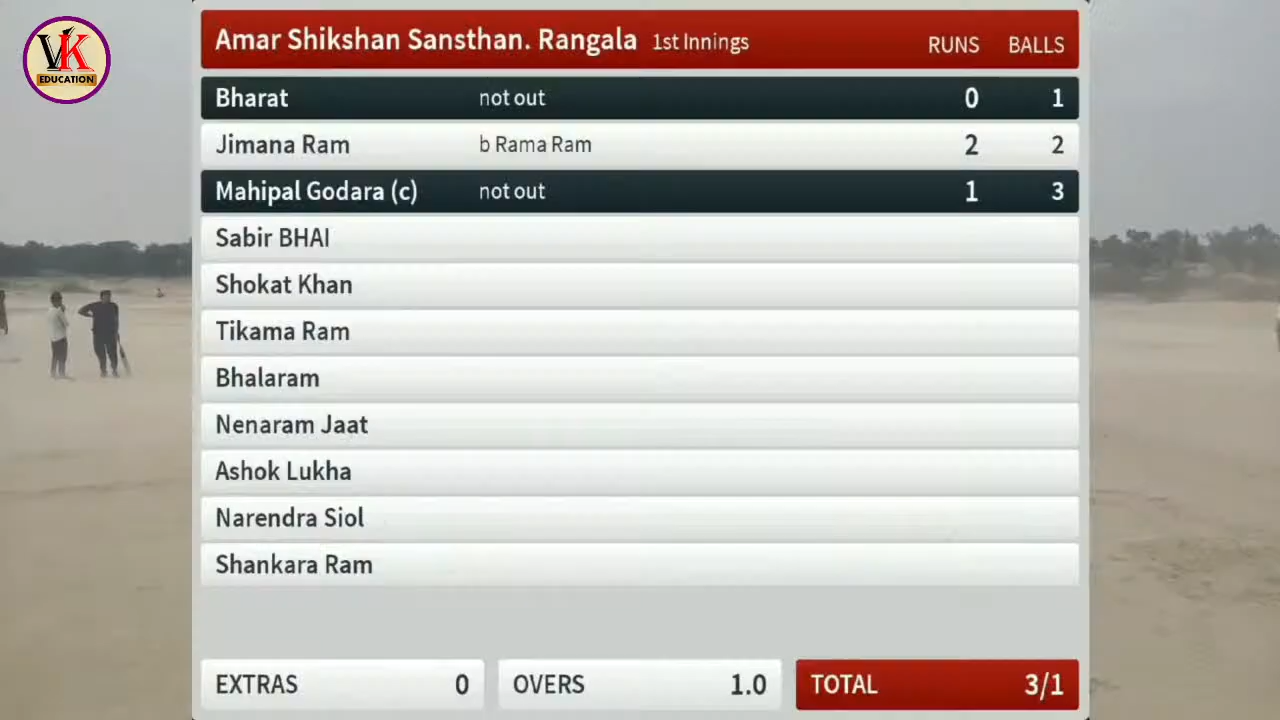 VK
EDUCATION
Amar Shikshan Sansthan. Rangala 1st Innings RUNS BALLS
Bharat not out 0 1
Jimana Ram b Rama Ram 2 2
Mahipal Godara (c) not out 1 3
Sabir BHAI
Shokat Khan
Tikama Ram
Bhalaram
Nenaram Jaat
Ashok Lukha
Narendra Siol
Shankara Ram
EXTRAS 0 OVERS 1.0 TOTAL 3/1